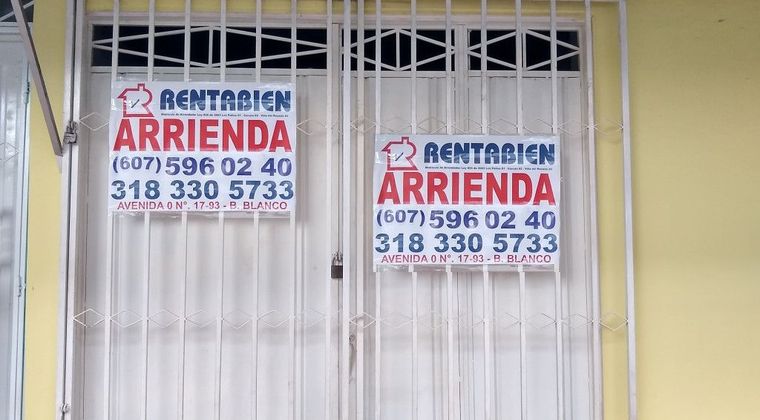 RENTABIEN
ARRIENDA
(607) 596 02 40
318 330 5733
AVENIDA 0 N°. 17-93 - B. BLANCO
RENTABIEN
ARRIENDA
(607) 596 02 40
318 330 5733
AVENIDA 0 N°. 17-93 - B. BLANCO